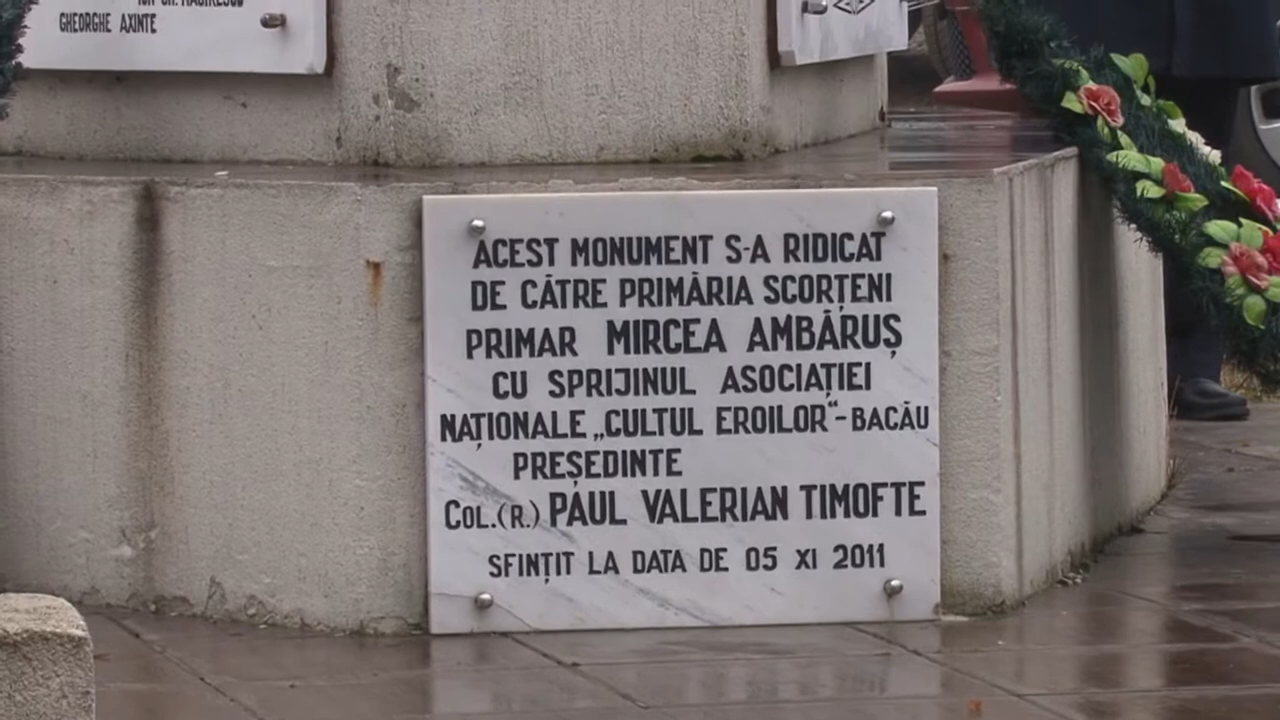 GHEORGHE AXINTE
ACEST MONUMENT S-A RIDICAT
DE CĂTRE PRIMĂRIA SCORȚENI
PRIMAR MIRCEA AMBĂRUȘ
CU SPRIJINUL ASOCIAȚIEI
NAȚIONALE „CULTUL EROILOR“-BACĂU
PREȘEDINTE
COL.(R.) PAUL VALERIAN TIMOFTE
SFINȚIT LA DATA DE 05 XI 2011